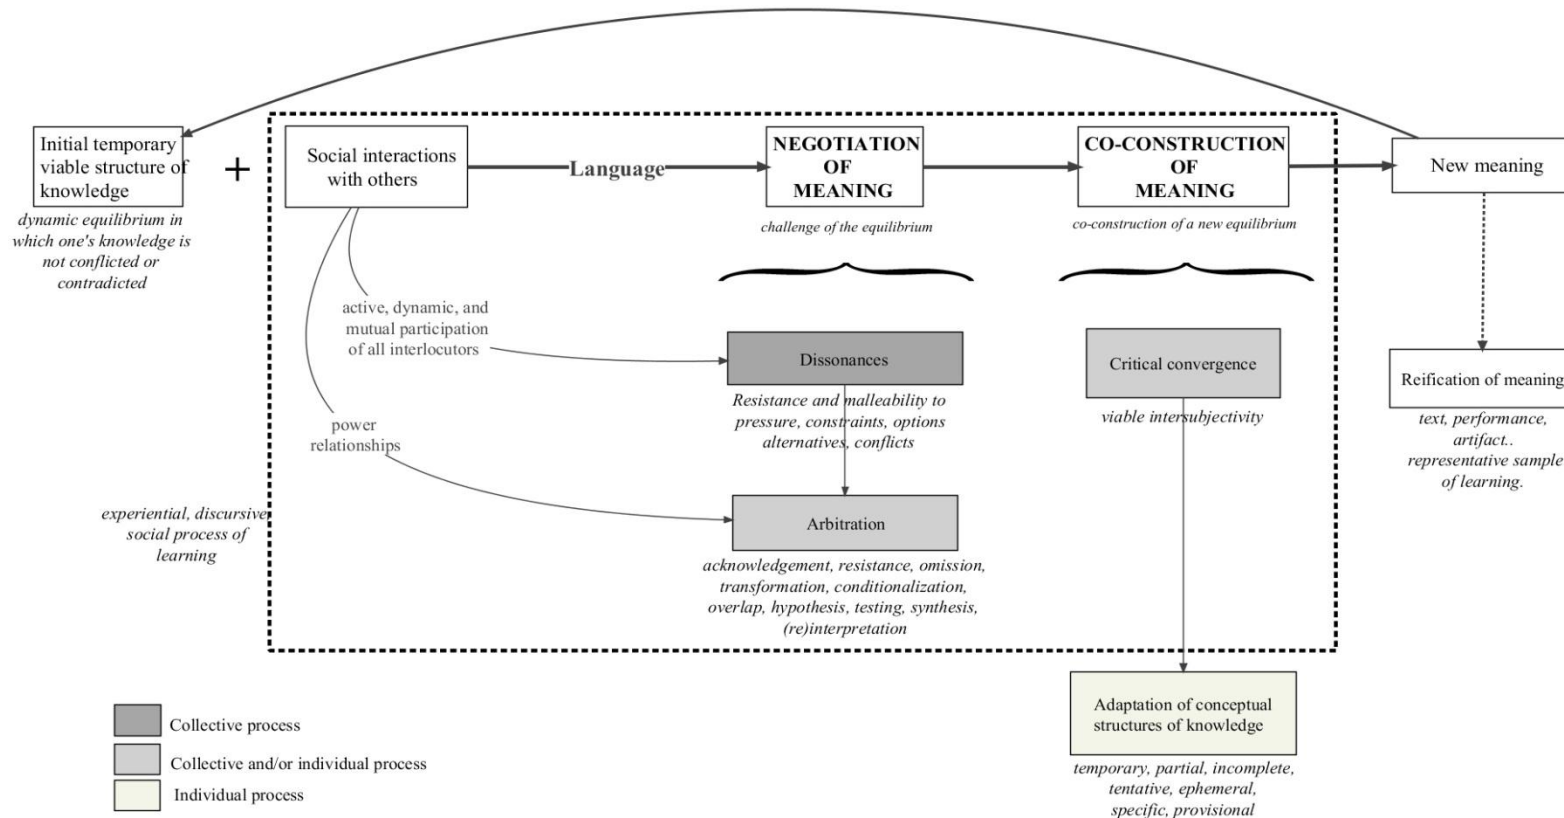 Initial temporary
viable structure of
knowledge
dynamic equilibrium in
which one's knowledge is
not conflicted or
contradicted
+
Social interactions
with others
Language
NEGOTIATION
OF
MEANING
challenge of the equilibrium
CO-CONSTRUCTION
OF
MEANING
co-construction of a new equilibrium
New meaning
active, dynamic, and
mutual participation
of all interlocutors
power
relationships
Dissonances
Resistance and malleability to
pressure, constraints, options
alternatives, conflicts
Arbitration
acknowledgement, resistance, omission,
transformation, conditionalization,
overlap, hypothesis, testing, synthesis,
(re)interpretation
Critical convergence
viable intersubjectivity
Reification of meaning
text, performance,
artifact..
representative sample
of learning.
experiential, discursive
social process of
learning
Adaptation of conceptual
structures of knowledge
temporary, partial, incomplete,
tentative, ephemeral,
specific, provisional
Collective process
Collective and/or individual process
Individual process